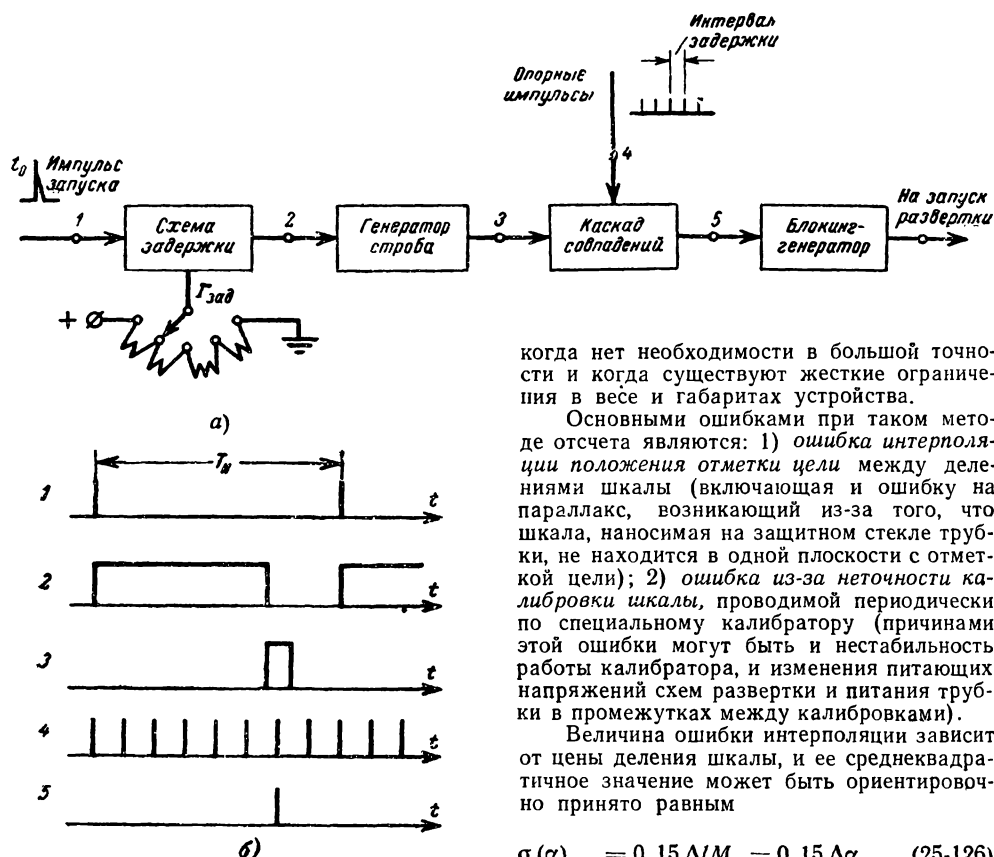 Интервал
задержки
Опорные
импульсы
4
t₀ Импульс
запуска
1
Схема
задержки
2
Генератор
строба
3
Каскад
совпадений
5
Блокинг-
генератор
На запуск
развертки
Tзад
+
а)
1
Tи
t
2
t
3
t
4
t
5
t
б)
когда нет необходимости в большой точно-
сти и когда существуют жесткие ограниче-
ния в весе и габаритах устройства.
Основными ошибками при таком мето-
де отсчета являются: 1) ошибка интерполя-
ции положения отметки цели между деле-
ниями шкалы (включающая и ошибку на
параллакс, возникающий из-за того, что
шкала, наносимая на защитном стекле труб-
ки, не находится в одной плоскости с отмет-
кой цели); 2) ошибка из-за неточности ка-
либровки шкалы, проводимой периодически
по специальному калибратору (причинами
этой ошибки могут быть и нестабильность
работы калибратора, и изменения питающих
напряжений схем развертки и питания труб-
ки в промежутках между калибровками).
Величина ошибки интерполяции зависит
от цены деления шкалы, и ее среднеквадра-
тичное значение может быть ориентировоч-
но принято равным
(25-126)